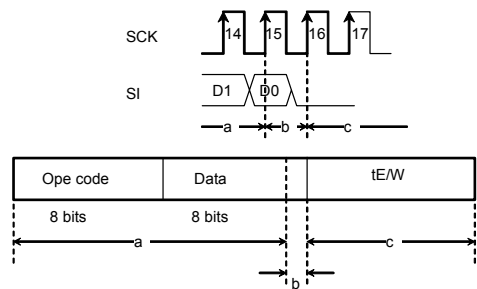 SCK 14 15 16 17
SI D1 D0
a b c
Ope code Data tE/W
8 bits 8 bits
a c
b